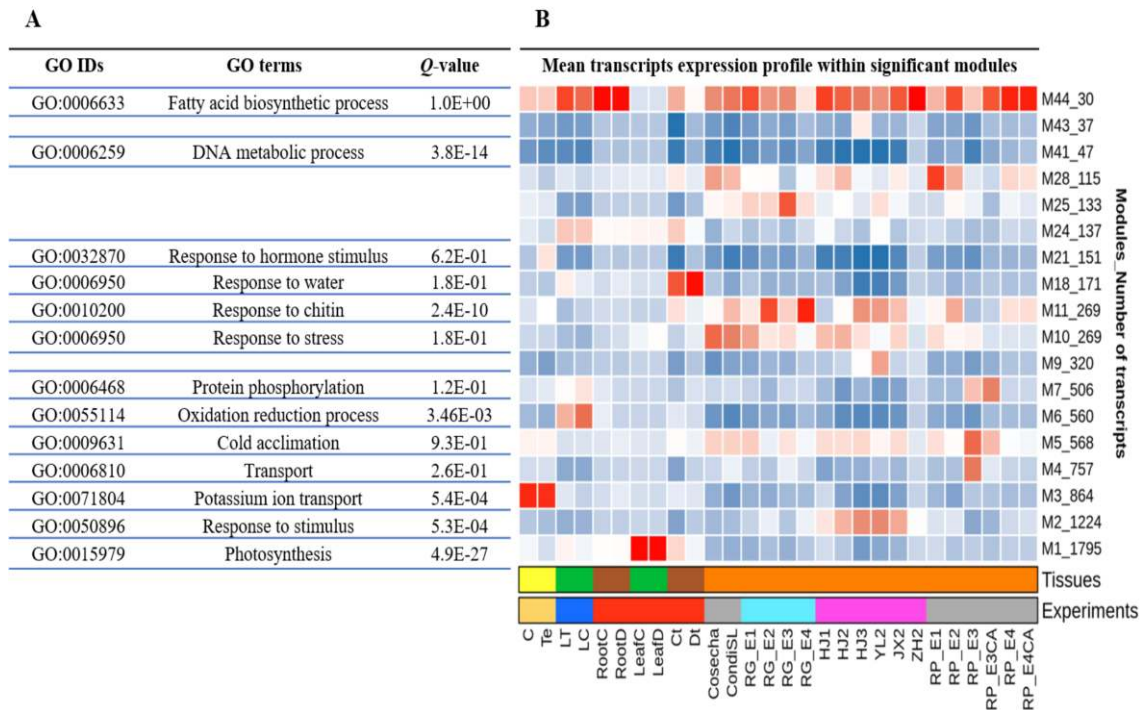 A
B
GO IDs GO terms Q-value
Mean transcripts expression profile within significant modules
GO:0006633 Fatty acid biosynthetic process 1.0E+00
M44_30
M43_37
GO:0006259 DNA metabolic process 3.8E-14
M41_47
M28_115
M25_133
M24_137
GO:0032870 Response to hormone stimulus 6.2E-01
M21_151
GO:0006950 Response to water 1.8E-01
M18_171
GO:0010200 Response to chitin 2.4E-10
M11_269
GO:0006950 Response to stress 1.8E-01
M10_269
M9_320
GO:0006468 Protein phosphorylation 1.2E-01
M7_506
GO:0055114 Oxidation reduction process 3.46E-03
M6_560
GO:0009631 Cold acclimation 9.3E-01
M5_568
GO:0006810 Transport 2.6E-01
M4_757
GO:0071804 Potassium ion transport 5.4E-04
M3_864
GO:0050896 Response to stimulus 5.3E-04
M2_1224
GO:0015979 Photosynthesis 4.9E-27
M1_1795
Modules_Number of transcripts
Tissues
Experiments
C
Te
LT
LC
RootC
RootD
LeafC
LeafD
Ct
Dt
Cosecha
CondiSL
RG_E1
RG_E2
RG_E3
RG_E4
HJ1
HJ2
HJ3
YL2
JX2
ZH2
RP_E1
RP_E2
RP_E3
RP_E3CA
RP_E4
RP_E4CA